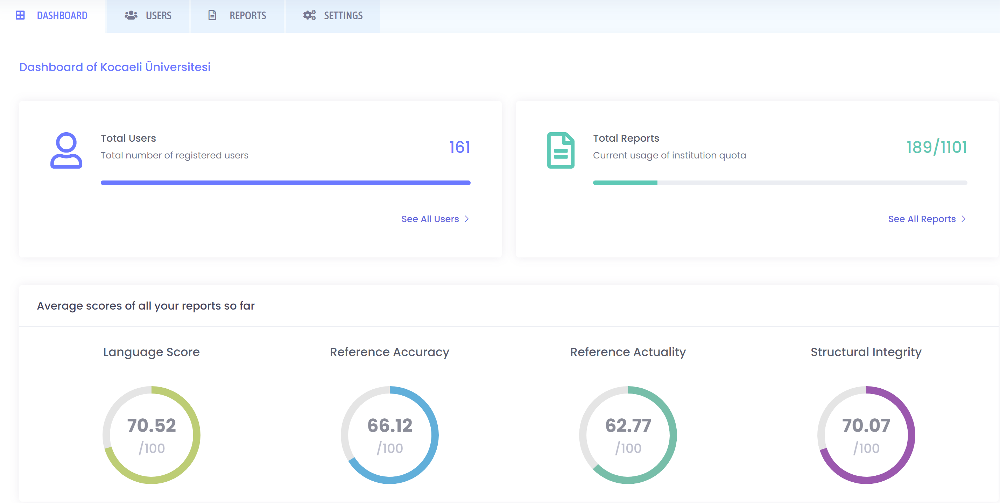 DASHBOARD USERS REPORTS SETTINGS
Dashboard of Kocaeli Üniversitesi
Total Users
Total number of registered users
161
See All Users
Total Reports
Current usage of institution quota
189/1101
See All Reports
Average scores of all your reports so far
Language Score
70.52
/100
Reference Accuracy
66.12
/100
Reference Actuality
62.77
/100
Structural Integrity
70.07
/100